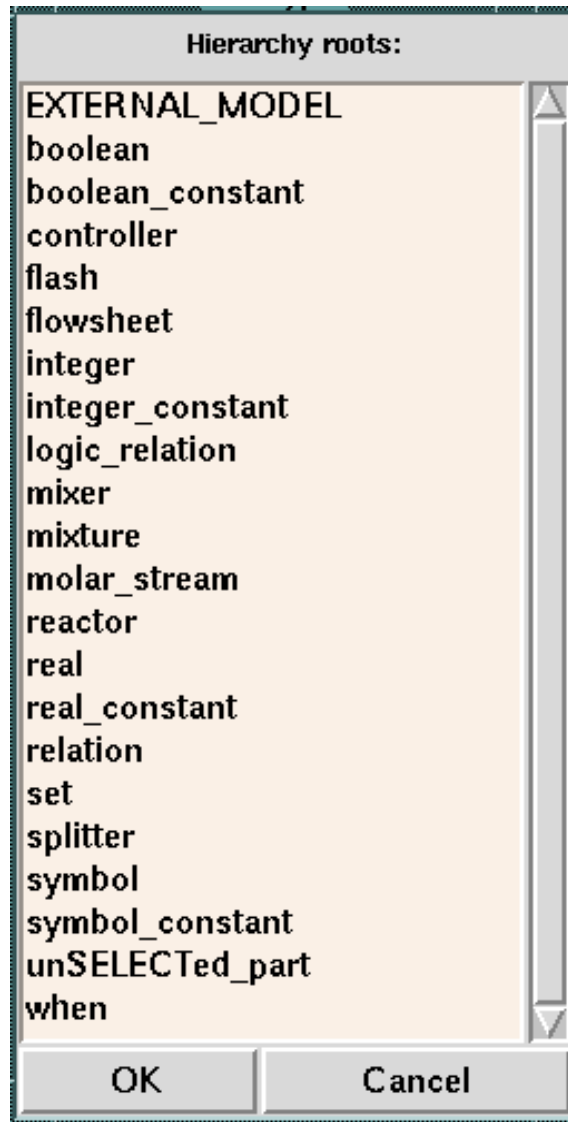 Hierarchy roots:
EXTERNAL_MODEL
boolean
boolean_constant
controller
flash
flowsheet
integer
integer_constant
logic_relation
mixer
mixture
molar_stream
reactor
real
real_constant
relation
set
splitter
symbol
symbol_constant
unSELECTed_part
when
OK Cancel